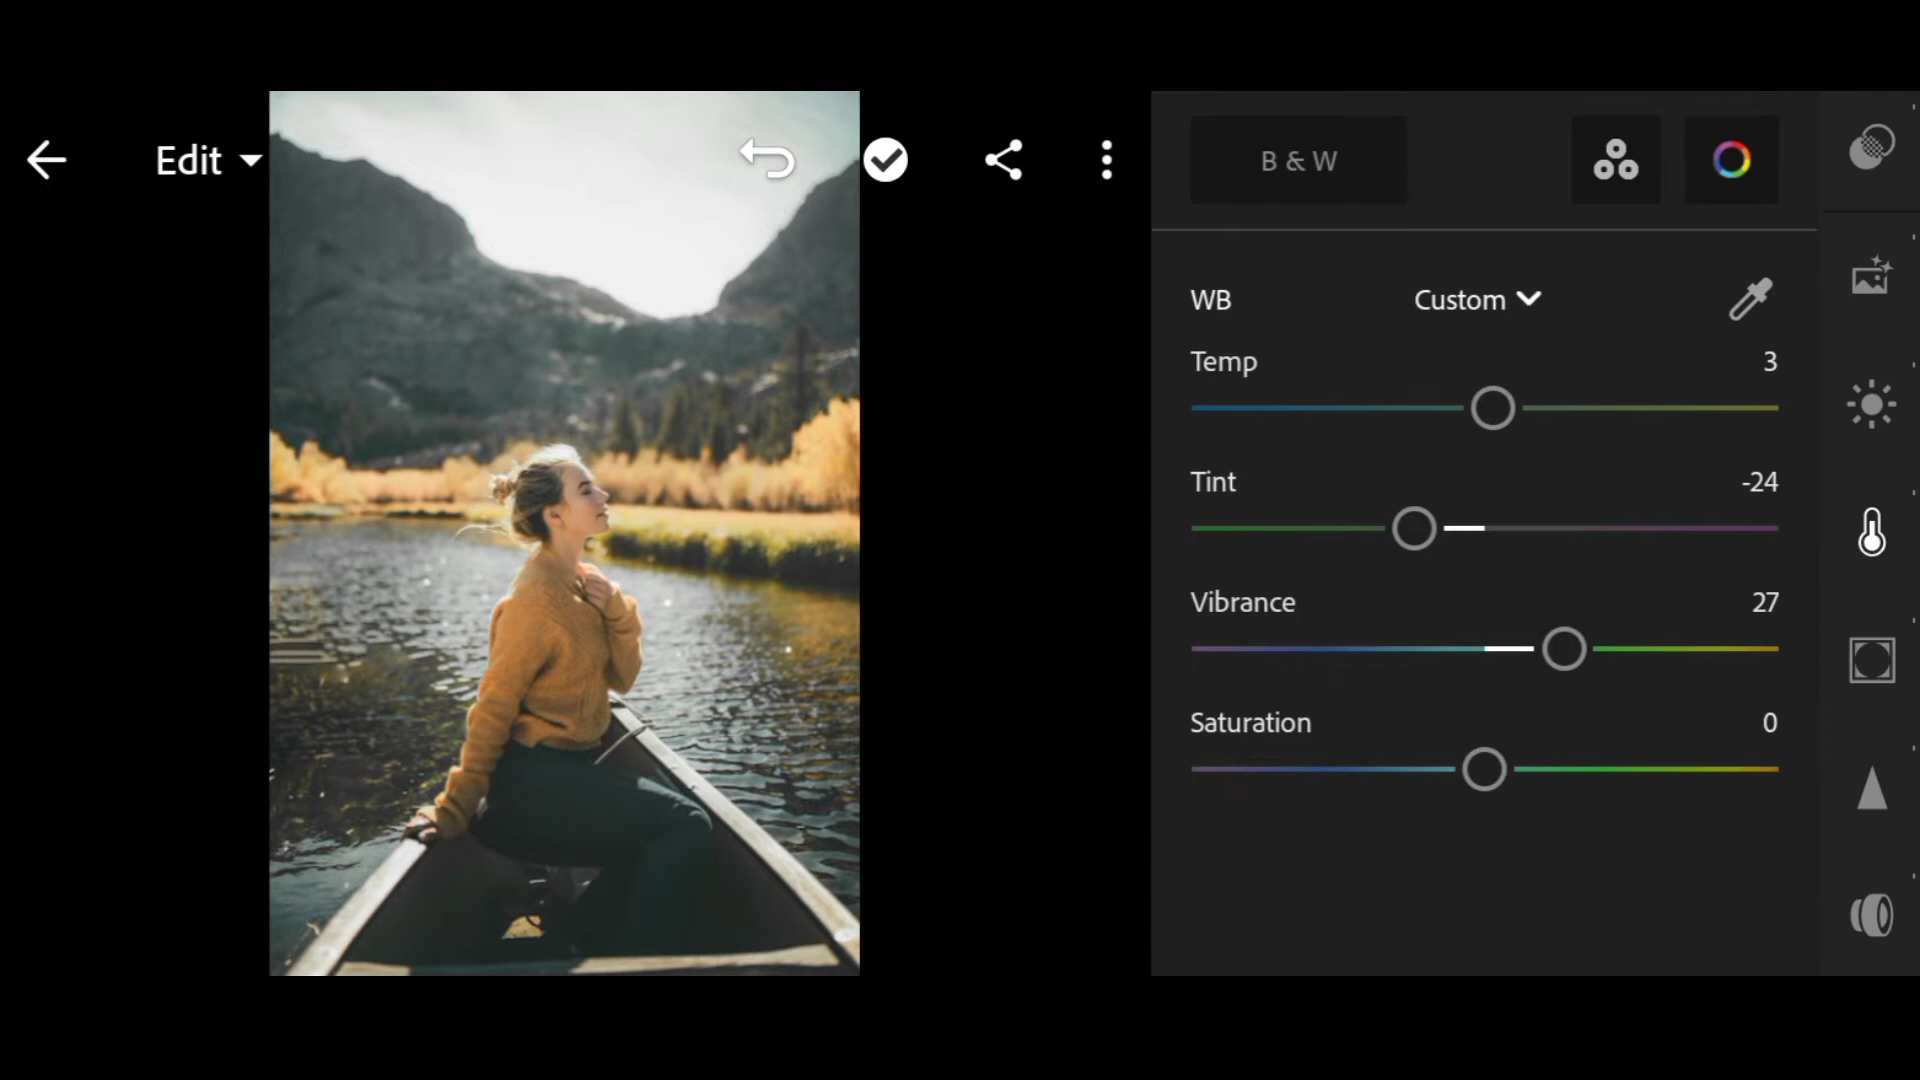 Edit
B & W
WB Custom
Temp 3
Tint -24
Vibrance 27
Saturation 0